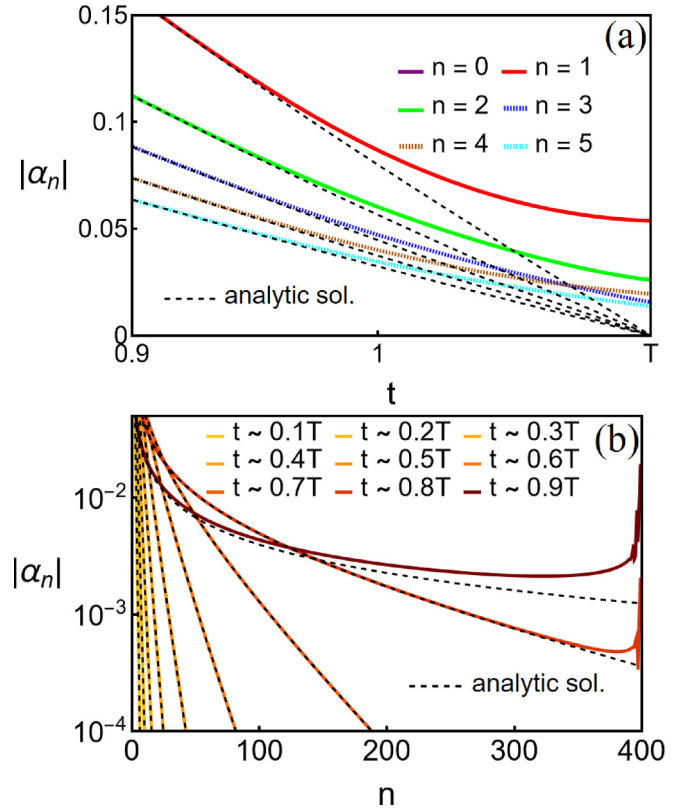 (a)
0.15
0.1
0.05
0
|αₙ|
n = 0 n = 1
n = 2 n = 3
n = 4 n = 5
analytic sol.
0.9 1 T
t
(b)
10⁻²
10⁻³
10⁻⁴
|αₙ|
t ~ 0.1T t ~ 0.2T t ~ 0.3T
t ~ 0.4T t ~ 0.5T t ~ 0.6T
t ~ 0.7T t ~ 0.8T t ~ 0.9T
analytic sol.
0 100 200 300 400
n